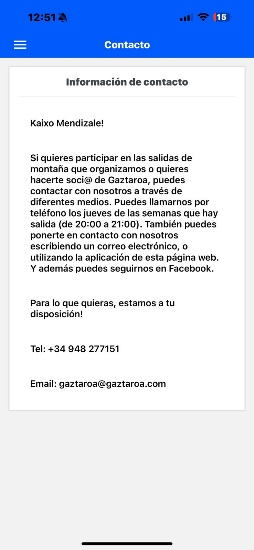 12:51
15
Contacto
Información de contacto
Kaixo Mendizale!
Si quieres participar en las salidas de
montaña que organizamos o quieres
hacerte soci@ de Gaztaroa, puedes
contactar con nosotros a través de
diferentes medios. Puedes llamarnos por
teléfono los jueves de las semanas que hay
salida (de 20:00 a 21:00). También puedes
ponerte en contacto con nosotros
escribiendo un correo electrónico, o
utilizando la aplicación de esta página web.
Y además puedes seguirnos en Facebook.
Para lo que quieras, estamos a tu
disposición!
Tel: +34 948 277151
Email: gaztaroa@gaztaroa.com